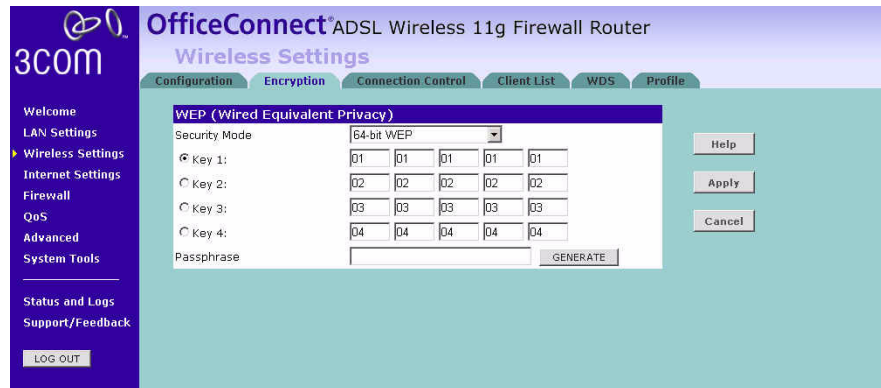 3COM
OfficeConnect® ADSL Wireless 11g Firewall Router
Wireless Settings
Configuration Encryption Connection Control Client List WDS Profile
Welcome
LAN Settings
Wireless Settings
Internet Settings
Firewall
QoS
Advanced
System Tools
Status and Logs
Support/Feedback
LOG OUT
WEP (Wired Equivalent Privacy)
Security Mode 64-bit WEP
Key 1: 01 01 01 01 01
Key 2: 02 02 02 02 02
Key 3: 03 03 03 03 03
Key 4: 04 04 04 04 04
Passphrase GENERATE
Help
Apply
Cancel